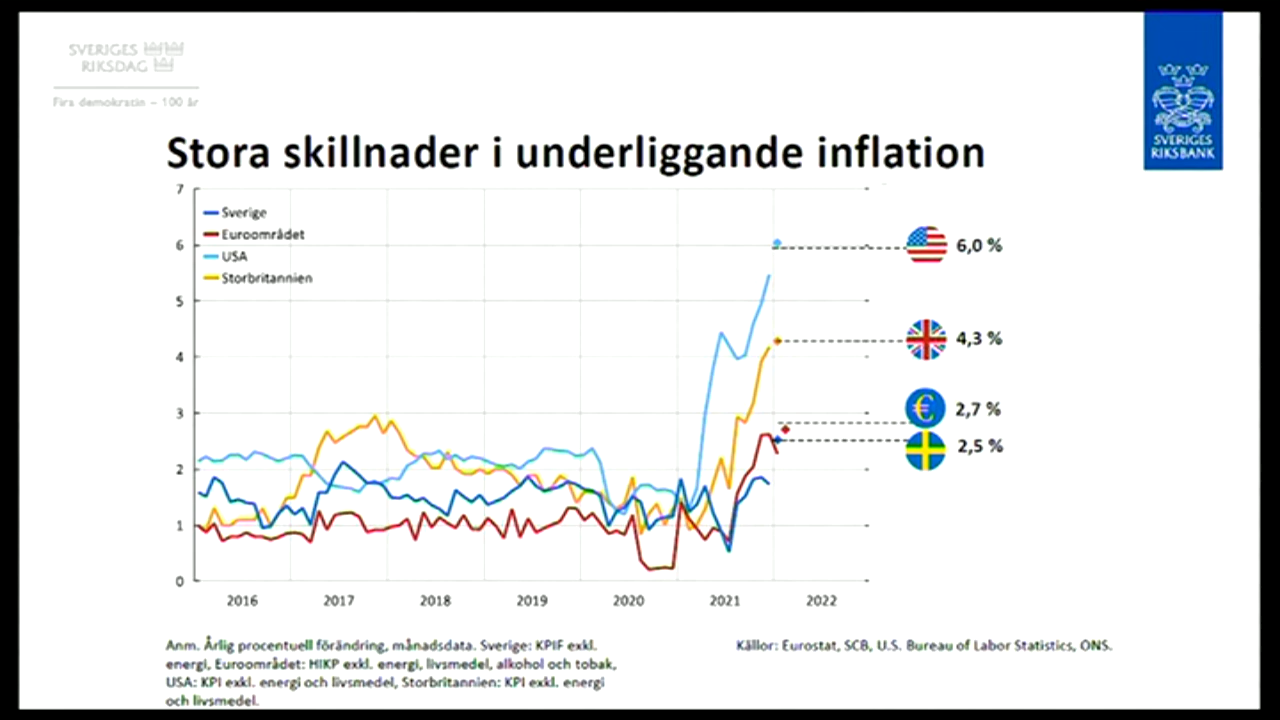 SVERIGES
RIKSDAG
Fira demokratin – 100 år
SVERIGES
RIKSBANK
Stora skillnader i underliggande inflation
7
6
5
4
3
2
1
0
Sverige
Euroområdet
USA
Storbritannien
6,0 %
4,3 %
€
2,7 %
2,5 %
2016 2017 2018 2019 2020 2021 2022
Anm. Årlig procentuell förändring, månadsdata. Sverige: KPIF exkl.
energi, Euroområdet: HIKP exkl. energi, livsmedel, alkohol och tobak,
USA: KPI exkl. energi och livsmedel, Storbritannien: KPI exkl. energi
och livsmedel.
Källor: Eurostat, SCB, U.S. Bureau of Labor Statistics, ONS.